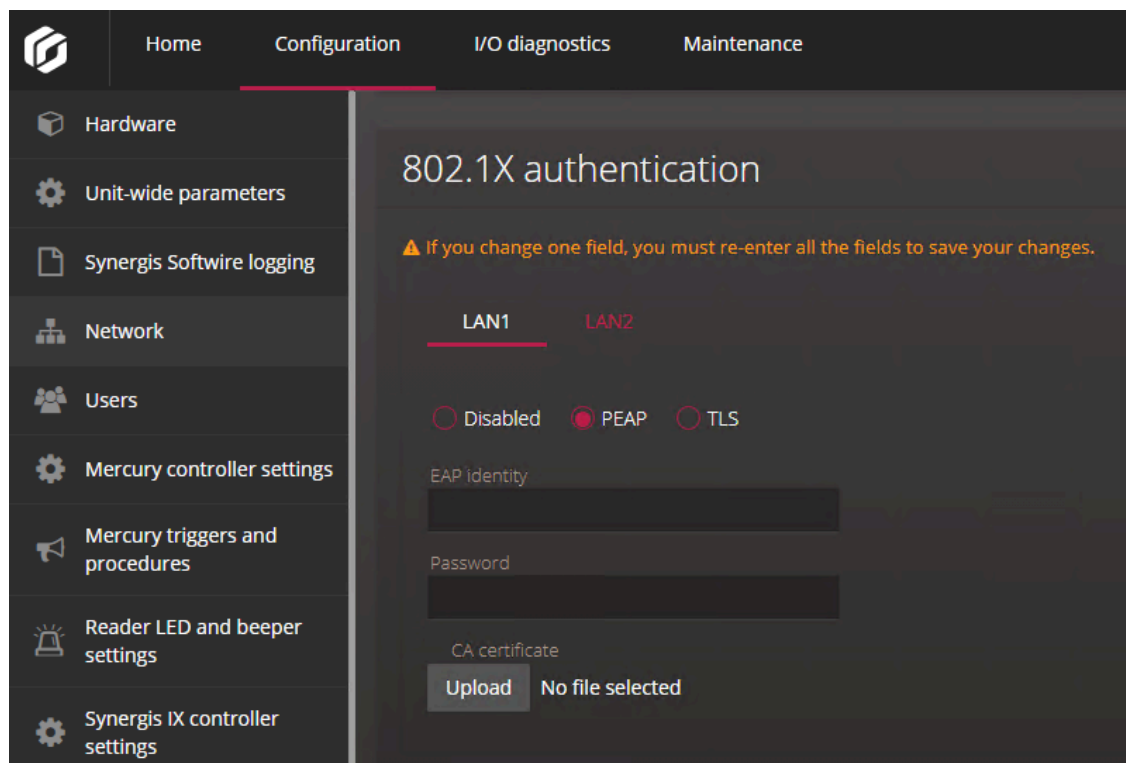 Home Configuration I/O diagnostics Maintenance
Hardware
Unit-wide parameters
Synergis Softwire logging
Network
Users
Mercury controller settings
Mercury triggers and
procedures
Reader LED and beeper
settings
Synergis IX controller
settings
802.1X authentication
If you change one field, you must re-enter all the fields to save your changes.
LAN1 LAN2
Disabled PEAP TLS
EAP identity
Password
CA certificate
Upload No file selected